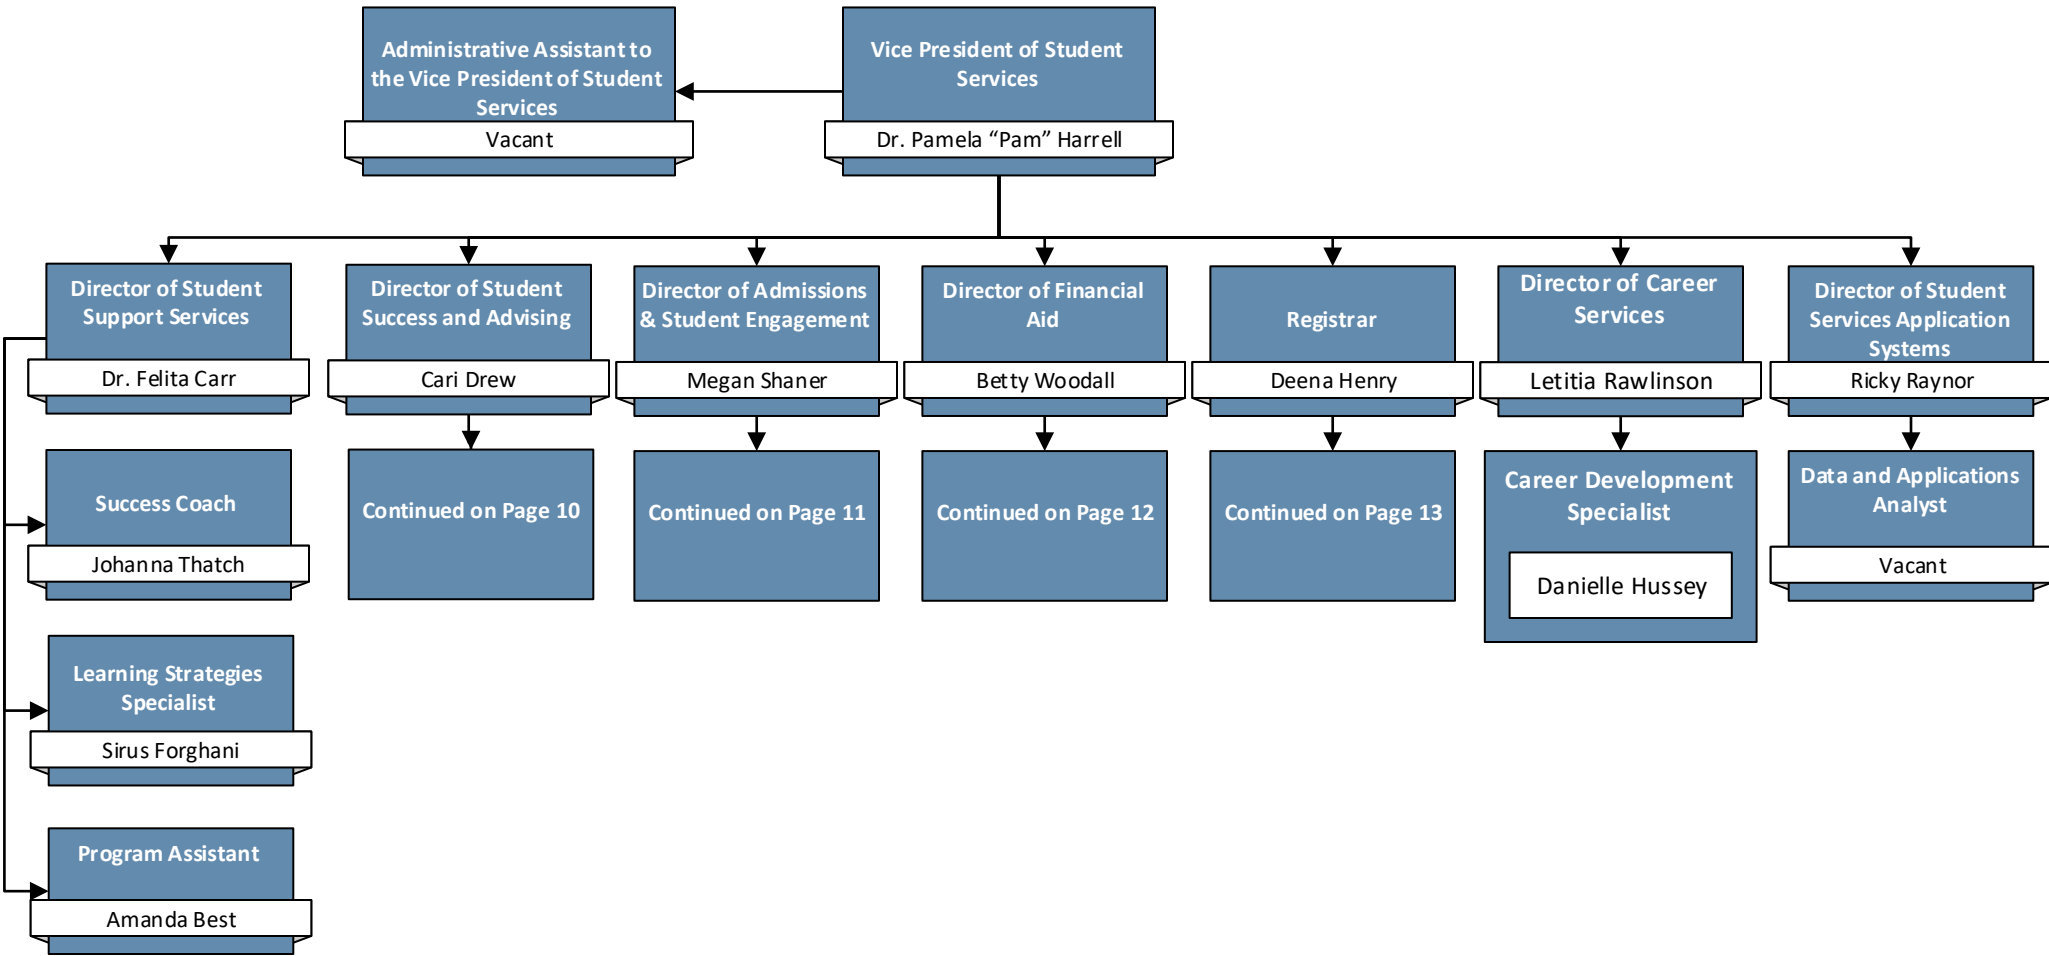 Administrative Assistant to
the Vice President of Student
Services
Vacant
Vice President of Student
Services
Dr. Pamela “Pam” Harrell
Director of Student
Support Services
Dr. Felita Carr
Director of Student
Success and Advising
Cari Drew
Director of Admissions
& Student Engagement
Megan Shaner
Director of Financial
Aid
Betty Woodall
Registrar
Deena Henry
Director of Career
Services
Letitia Rawlinson
Director of Student
Services Application
Systems
Ricky Raynor
Success Coach
Johanna Thatch
Continued on Page 10
Continued on Page 11
Continued on Page 12
Continued on Page 13
Career Development
Specialist
Danielle Hussey
Data and Applications
Analyst
Vacant
Learning Strategies
Specialist
Sirus Forghani
Program Assistant
Amanda Best